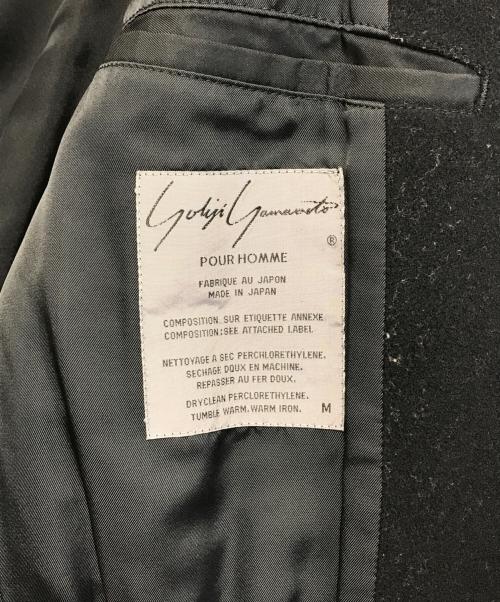 Yohji Yamamoto
®
POUR HOMME
FABRIQUE AU JAPON
MADE IN JAPAN
COMPOSITION. SUR ETIQUETTE ANNEXE
COMPOSITION:SEE ATTACHED LABEL
NETTOYAGE A SEC PERCHLORETHYLENE.
SECHAGE DOUX EN MACHINE.
REPASSER AU FER DOUX.
DRYCLEAN PERCLORETHYLENE.
TUMBLE WARM. WARM IRON. M